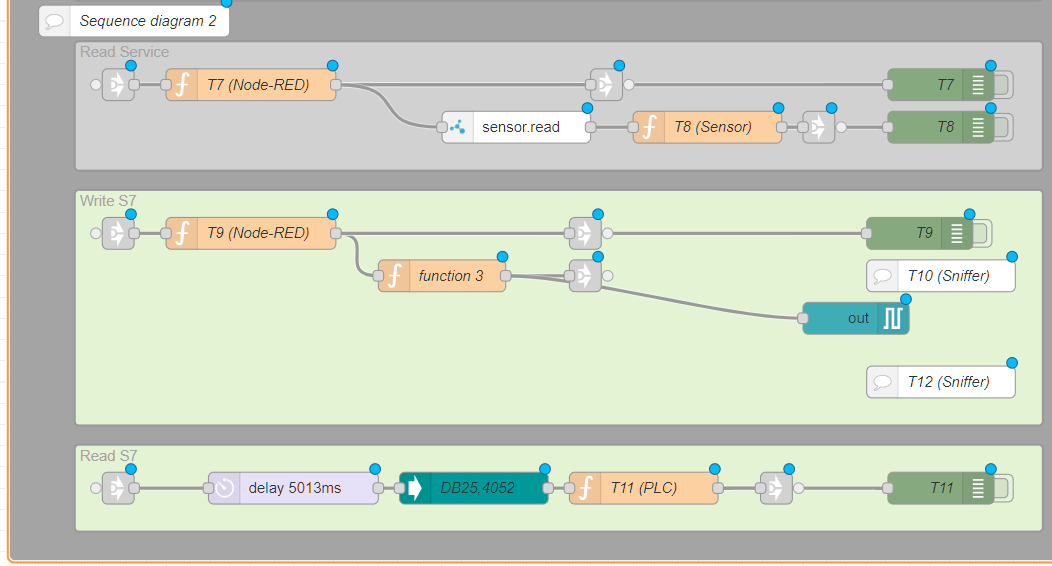 Sequence diagram 2
Read Service
T7 (Node-RED)
T7
sensor.read
T8 (Sensor)
T8
Write S7
T9 (Node-RED)
T9
function 3
T10 (Sniffer)
out
T12 (Sniffer)
Read S7
delay 5013ms
DB25,4052
T11 (PLC)
T11